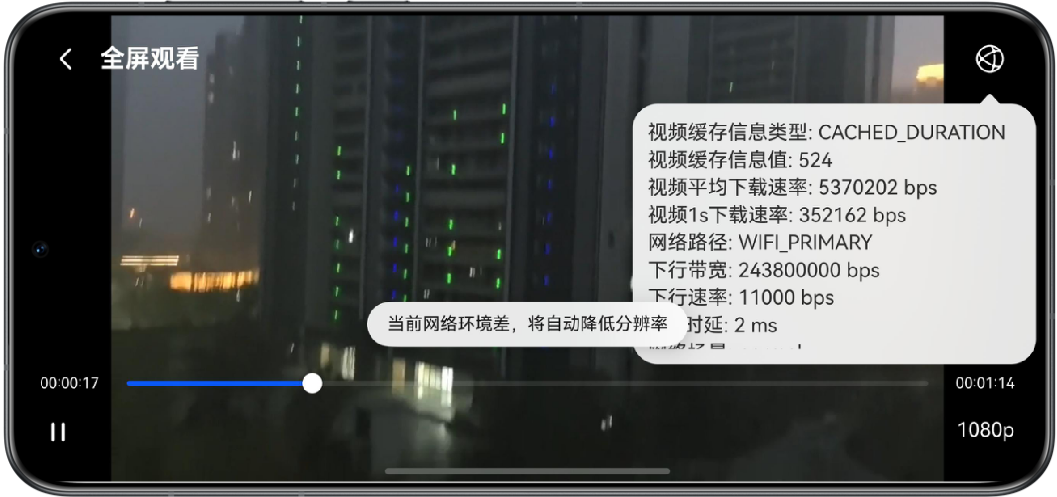 全屏观看
视频缓存信息类型: CACHED_DURATION
视频缓存信息值: 524
视频平均下载速率: 5370202 bps
视频1s下载速率: 352162 bps
网络路径: WIFI_PRIMARY
下行带宽: 243800000 bps
下行速率: 11000 bps
时延: 2 ms
当前网络环境差，将自动降低分辨率
00:00:17
00:01:14
1080p